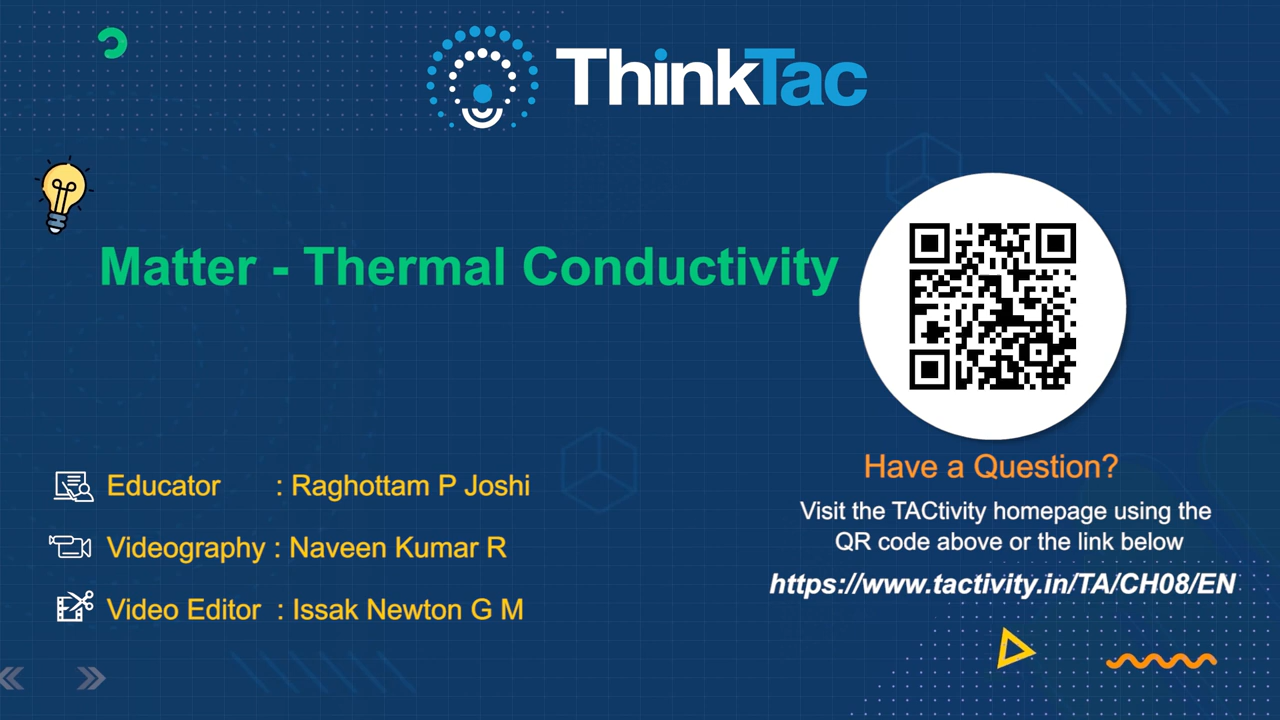 ThinkTac
Matter - Thermal Conductivity
Educator : Raghottam P Joshi
Videography : Naveen Kumar R
Video Editor : Issak Newton G M
Have a Question?
Visit the TACtivity homepage using the
QR code above or the link below
https://www.tactivity.in/TA/CH08/EN